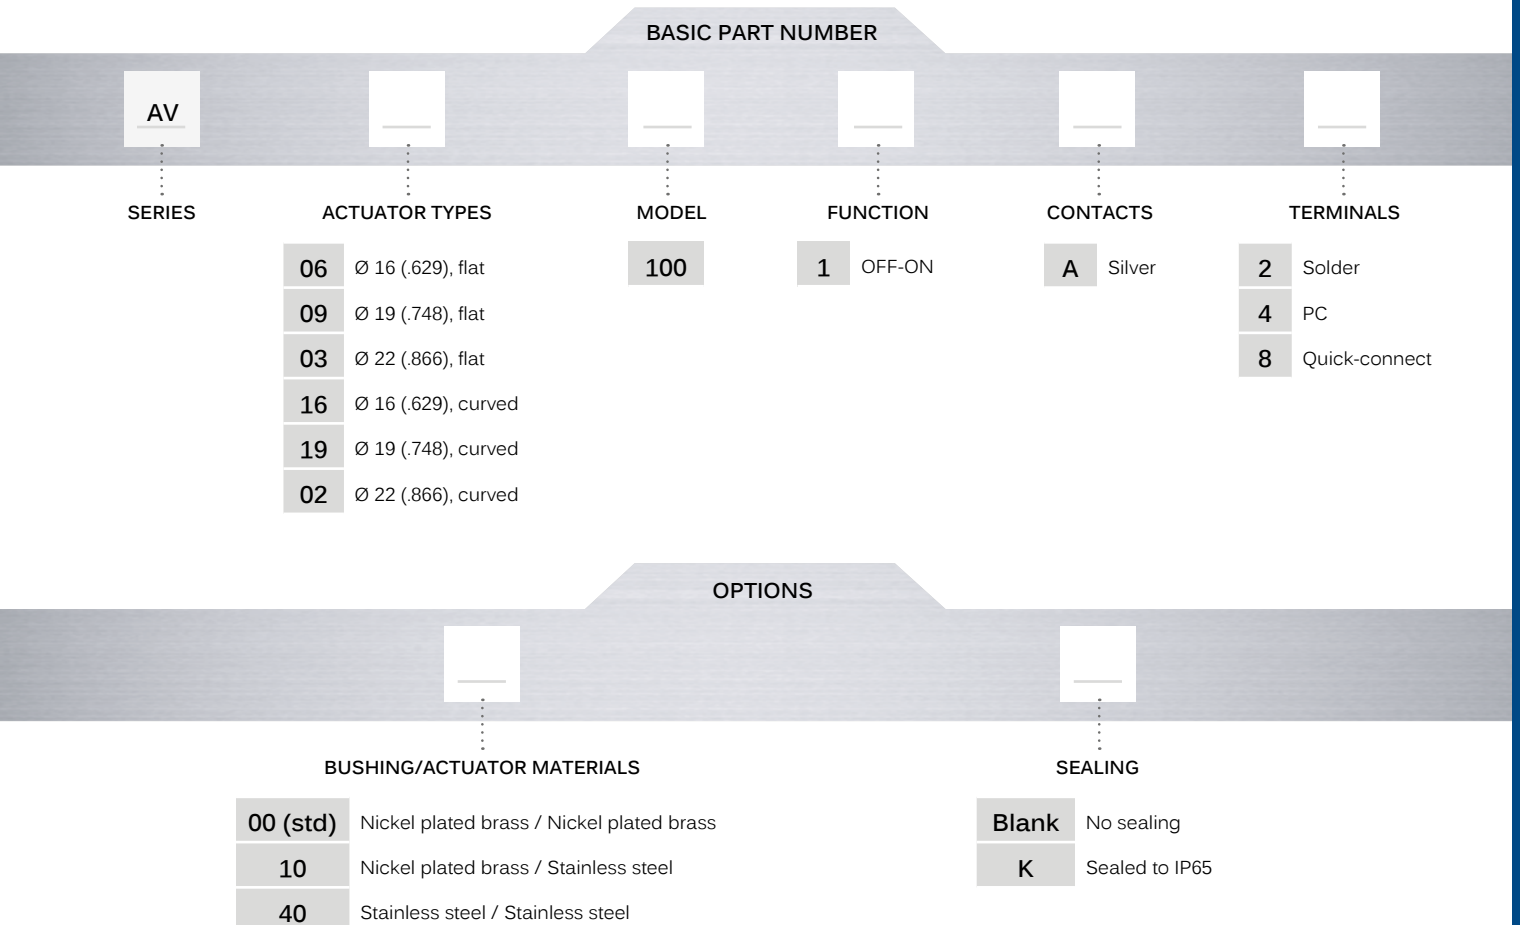 BASIC PART NUMBER
AV
SERIES
ACTUATOR TYPES
06 Ø 16 (.629), flat
09 Ø 19 (.748), flat
03 Ø 22 (.866), flat
16 Ø 16 (.629), curved
19 Ø 19 (.748), curved
02 Ø 22 (.866), curved
MODEL
100
FUNCTION
1 OFF-ON
CONTACTS
A Silver
TERMINALS
2 Solder
4 PC
8 Quick-connect
OPTIONS
BUSHING/ACTUATOR MATERIALS
00 (std) Nickel plated brass / Nickel plated brass
10 Nickel plated brass / Stainless steel
40 Stainless steel / Stainless steel
SEALING
Blank No sealing
K Sealed to IP65